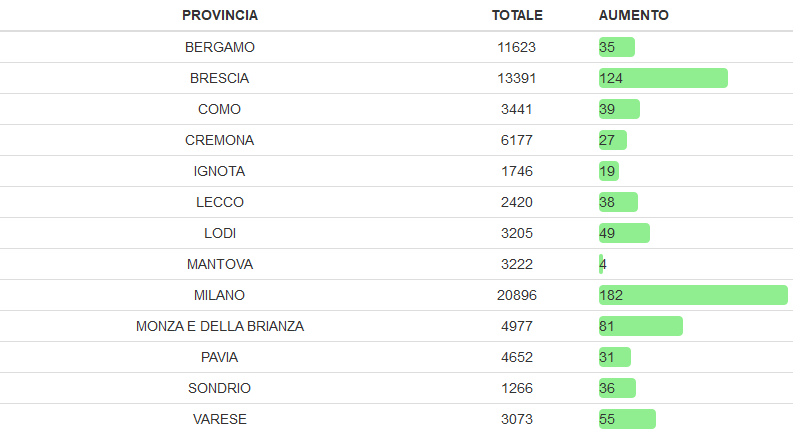 PROVINCIA TOTALE AUMENTO
BERGAMO 11623 35
BRESCIA 13391 124
COMO 3441 39
CREMONA 6177 27
IGNOTA 1746 19
LECCO 2420 38
LODI 3205 49
MANTOVA 3222 4
MILANO 20896 182
MONZA E DELLA BRIANZA 4977 81
PAVIA 4652 31
SONDRIO 1266 36
VARESE 3073 55